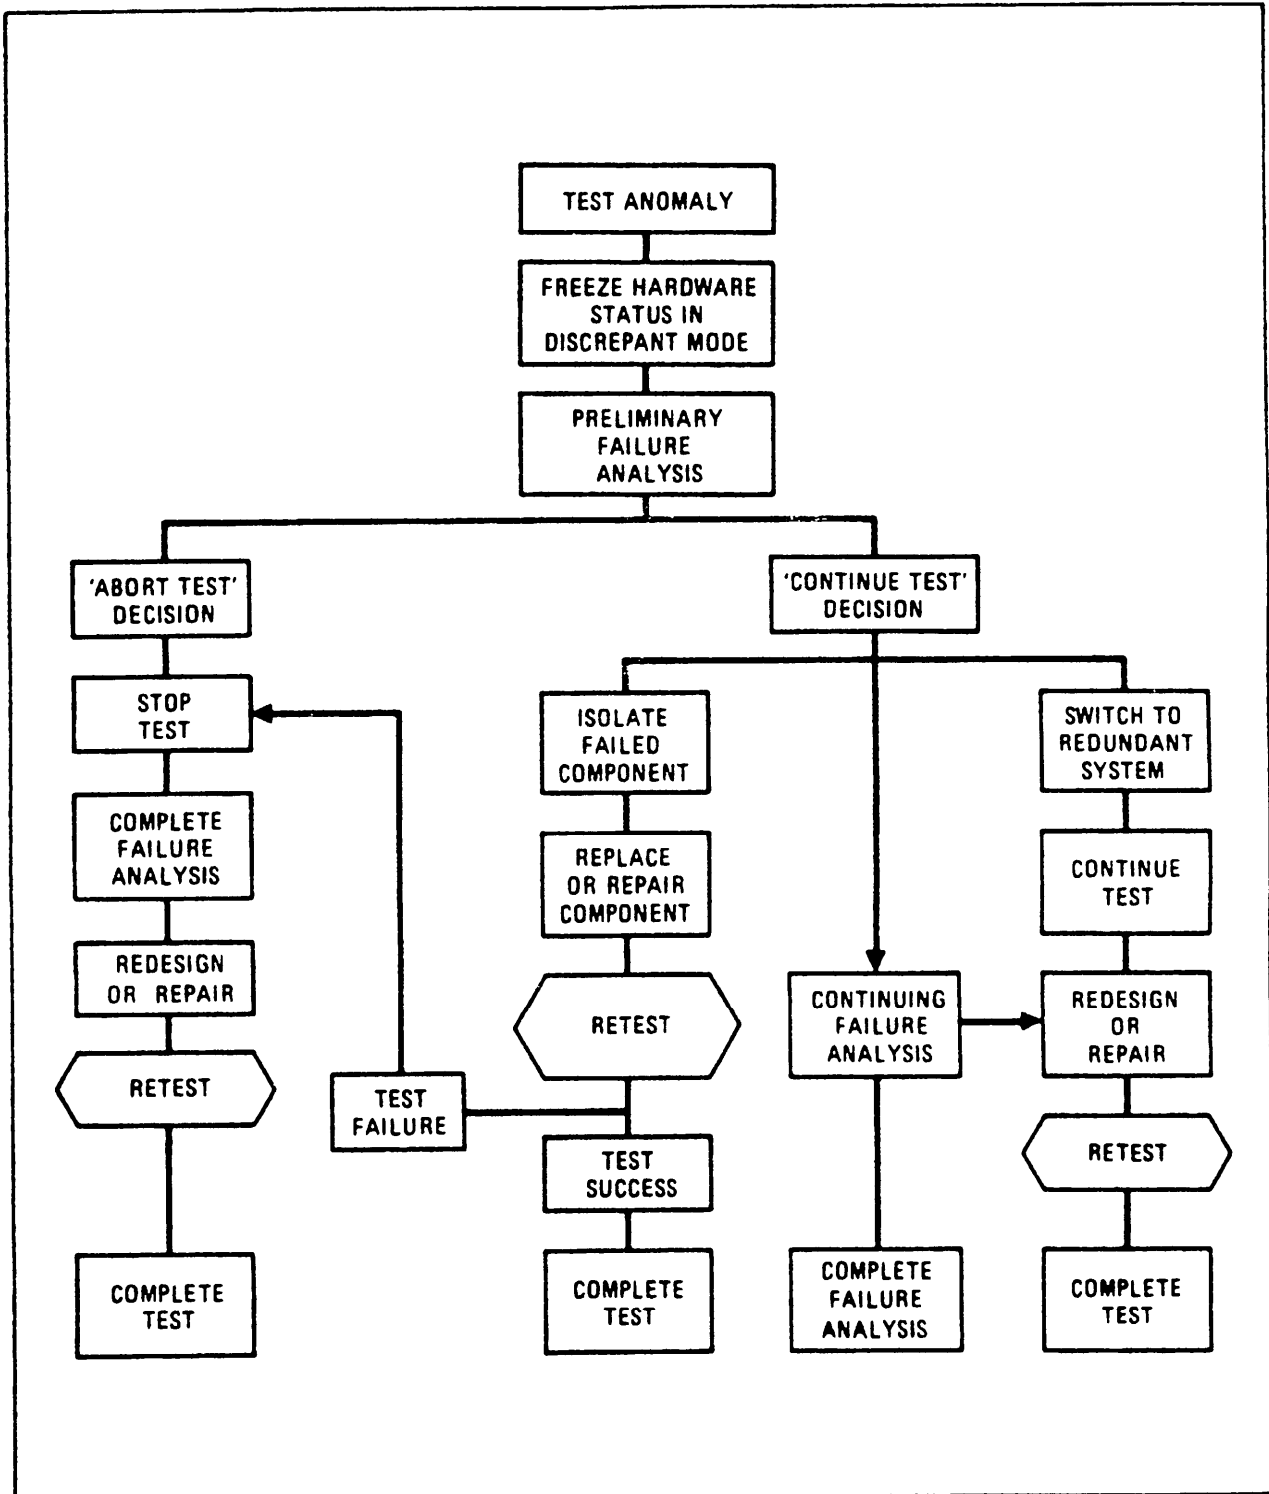 TEST ANOMALY
FREEZE HARDWARE
STATUS IN
DISCREPANT MODE
PRELIMINARY
FAILURE
ANALYSIS
'ABORT TEST'
DECISION
STOP
TEST
COMPLETE
FAILURE
ANALYSIS
REDESIGN
OR REPAIR
RETEST
COMPLETE
TEST
TEST
FAILURE
'CONTINUE TEST'
DECISION
ISOLATE
FAILED
COMPONENT
REPLACE
OR REPAIR
COMPONENT
RETEST
TEST
SUCCESS
COMPLETE
TEST
CONTINUING
FAILURE
ANALYSIS
COMPLETE
FAILURE
ANALYSIS
SWITCH TO
REDUNDANT
SYSTEM
CONTINUE
TEST
REDESIGN
OR
REPAIR
RETEST
COMPLETE
TEST